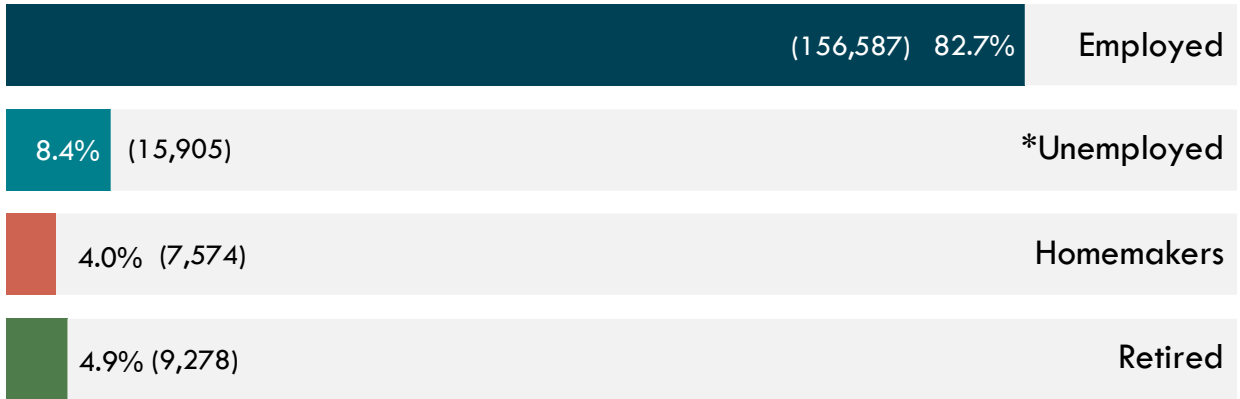 (156,587) 82.7% Employed
8.4% (15,905) *Unemployed
4.0% (7,574) Homemakers
4.9% (9,278) Retired